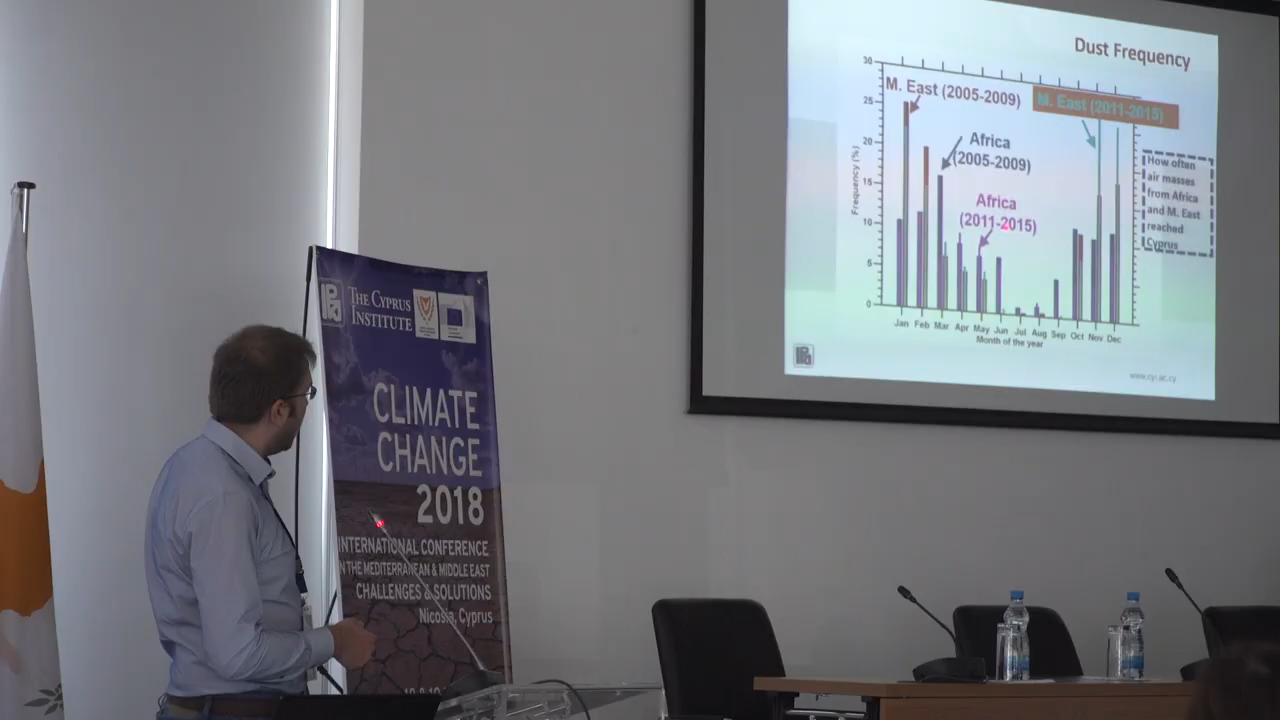 THE CYPRUS
INSTITUTE
CLIMATE
CHANGE
2018
INTERNATIONAL CONFERENCE
N THE MEDITERRANEAN & MIDDLE EAST
CHALLENGES & SOLUTIONS
Nicosia, Cyprus
Dust Frequency
M. East (2005-2009)
M. East (2011-2015)
Africa
(2005-2009)
Africa
(2011-2015)
How often
air masses
from Africa
and M. East
reached
Cyprus
Frequency (%)
30
25
20
15
10
5
0
Jan Feb Mar Apr May Jun Jul Aug Sep Oct Nov Dec
Month of the year
www.cyi.ac.cy